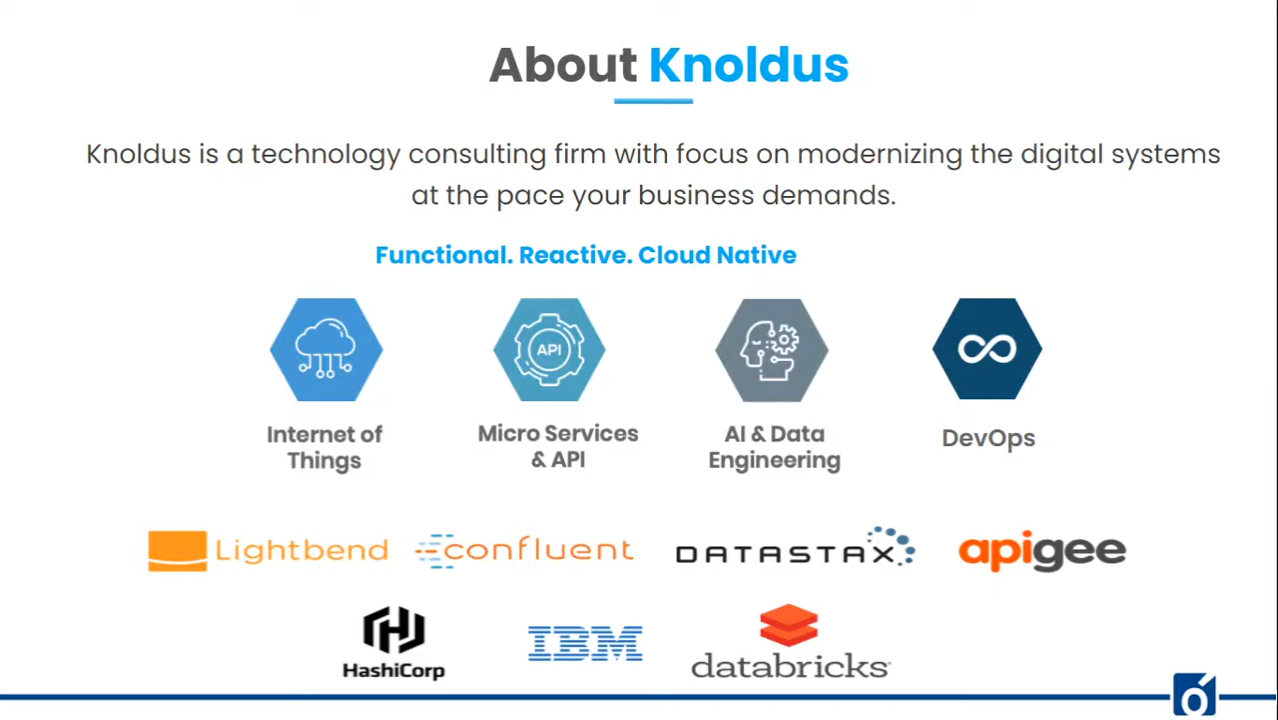 About Knoldus
Knoldus is a technology consulting firm with focus on modernizing the digital systems
at the pace your business demands.
Functional. Reactive. Cloud Native
API
Internet of
Things
Micro Services
& API
AI & Data
Engineering
DevOps
Lightbend
confluent
DATASTAX
apigee
HashiCorp
IBM
databricks